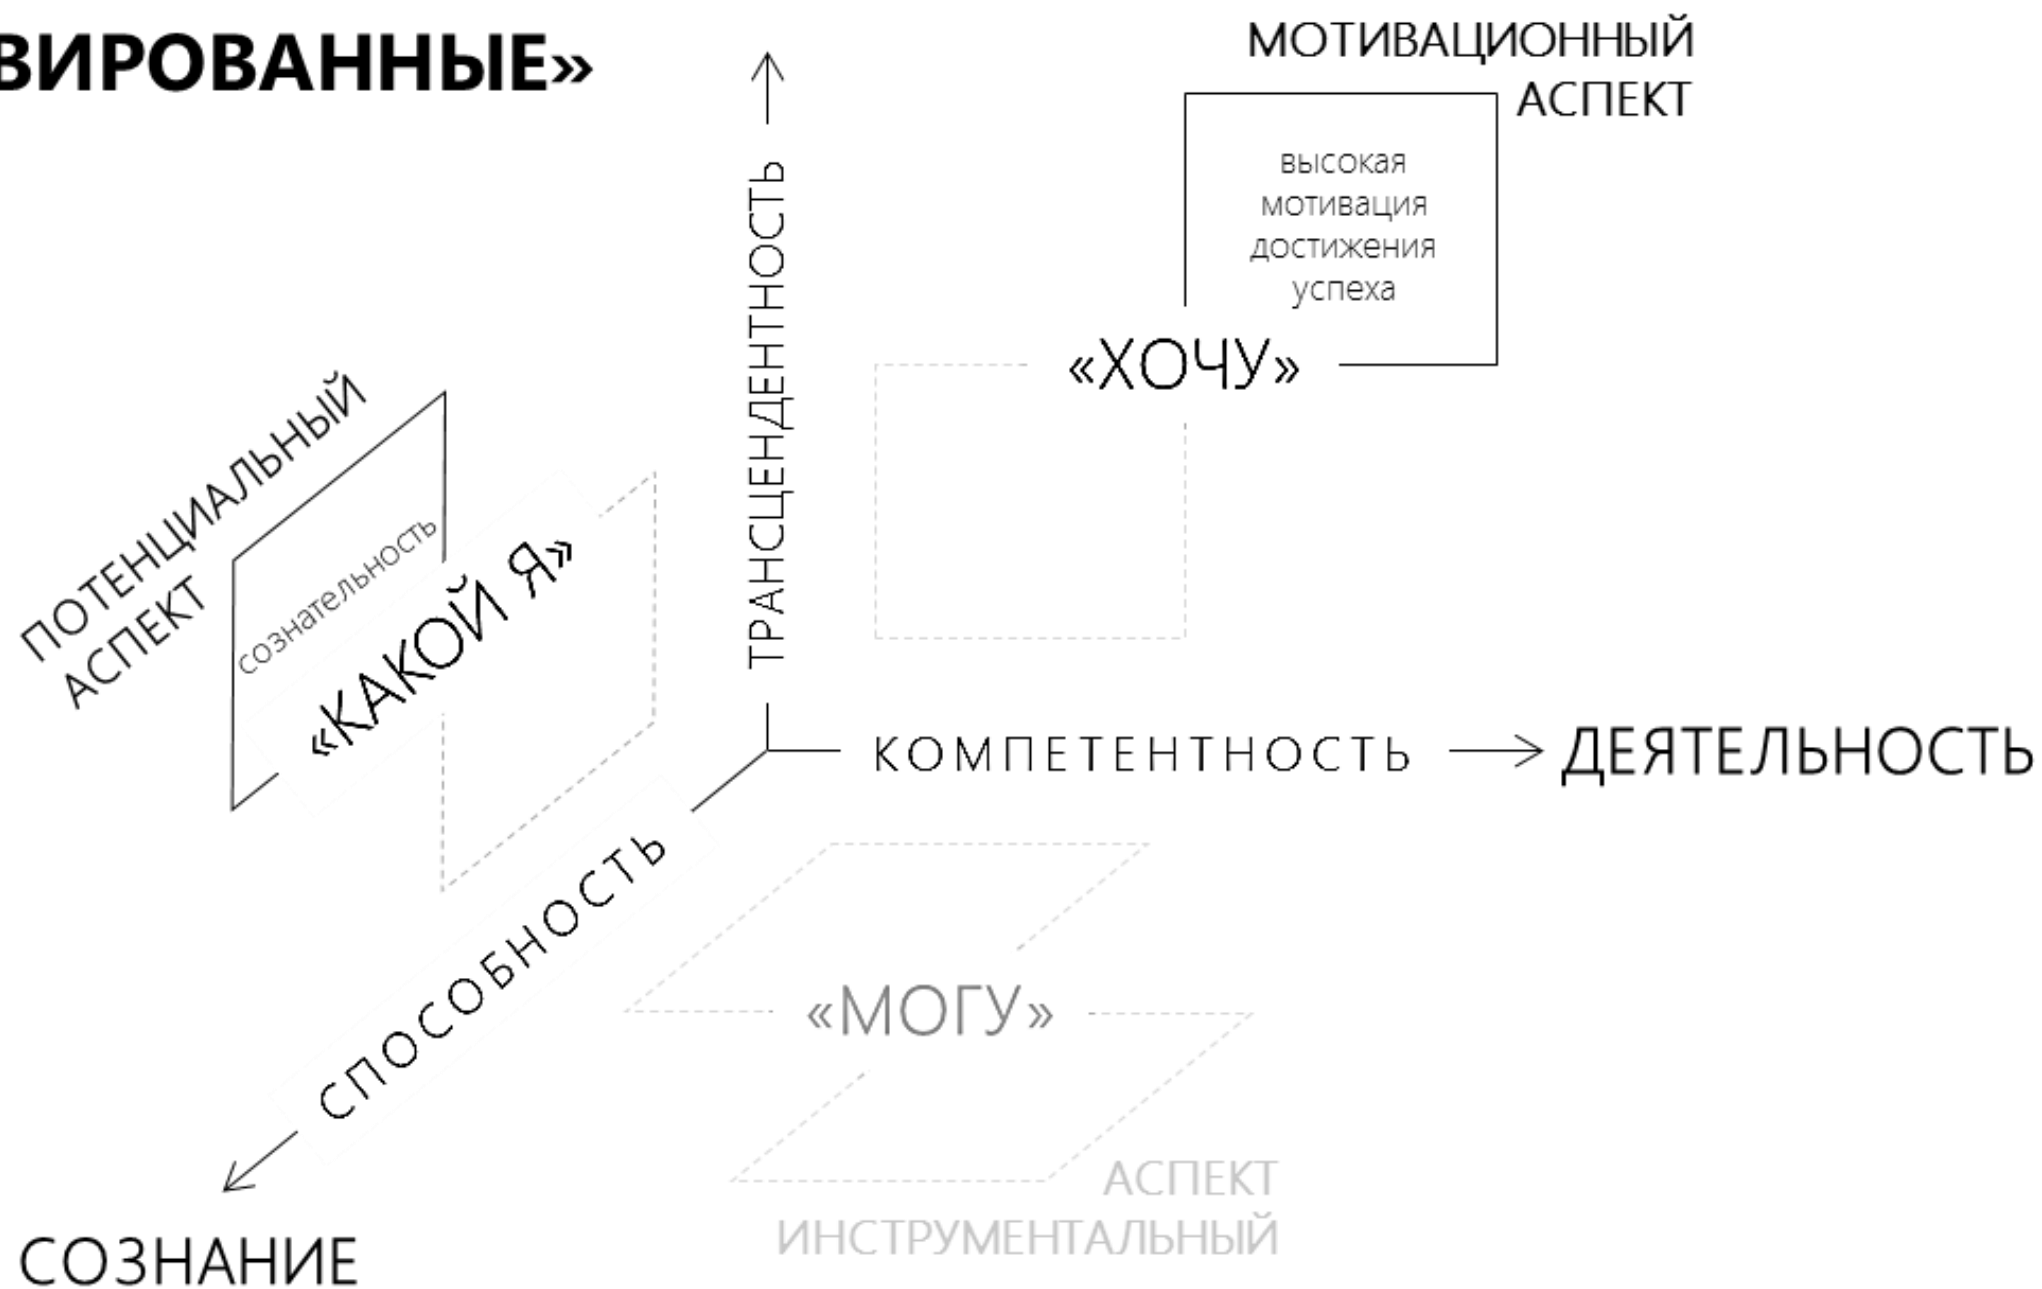 ВИРОВАННЫЕ»
МОТИВАЦИОННЫЙ
АСПЕКТ
высокая
мотивация
достижения
успеха
«ХОЧУ»
ТРАНСЦЕНДЕНТНОСТЬ
ПОТЕНЦИАЛЬНЫЙ
АСПЕКТ
сознательность
«КАКОЙ Я»
КОМПЕТЕНТНОСТЬ
ДЕЯТЕЛЬНОСТЬ
СПОСОБНОСТЬ
«МОГУ»
АСПЕКТ
ИНСТРУМЕНТАЛЬНЫЙ
СОЗНАНИЕ